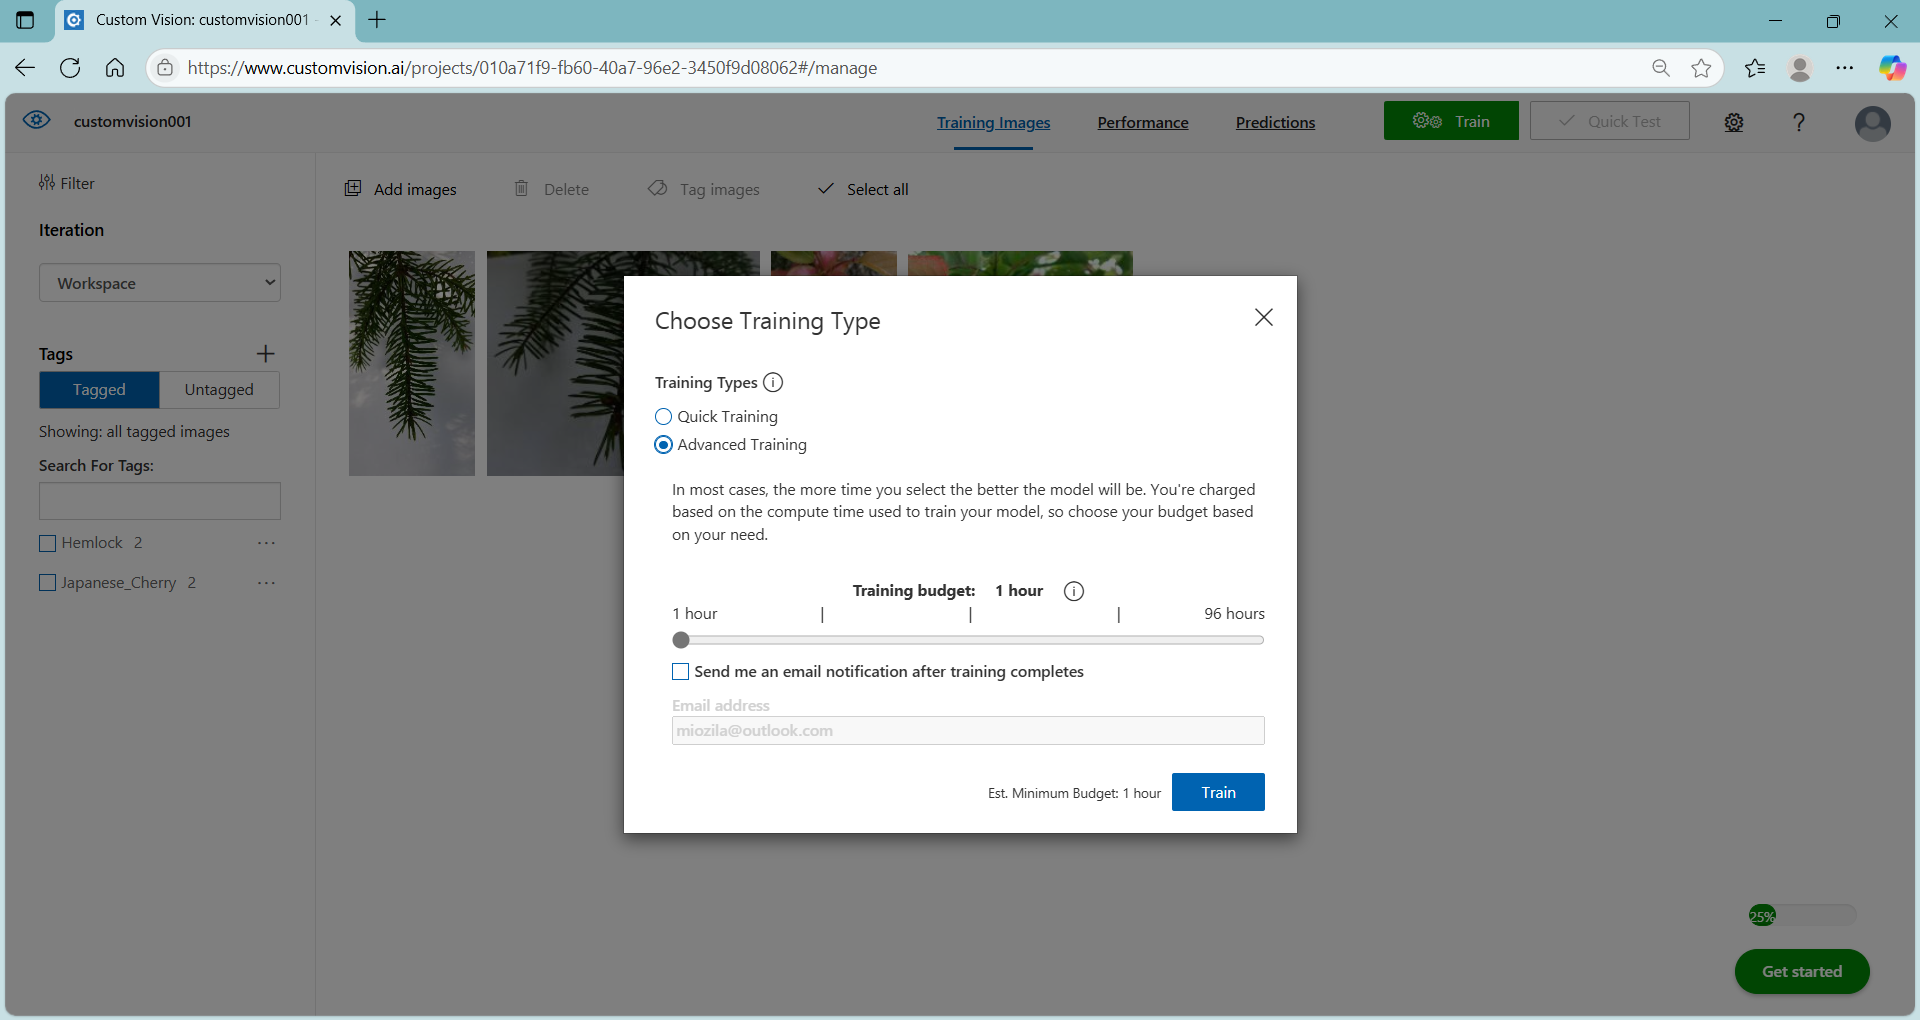 Custom Vision: customvision001 -
https://www.customvision.ai/projects/010a71f9-fb60-40a7-96e2-3450f9d08062#/manage
customvision001
Training Images
Performance
Predictions
Train
Quick Test
?
Filter
Add images
Delete
Tag images
Select all
Iteration
Workspace
Tags
Tagged
Untagged
Showing: all tagged images
Search For Tags:
Hemlock 2
Japanese_Cherry 2
Choose Training Type
Training Types
Quick Training
Advanced Training
In most cases, the more time you select the better the model will be. You're charged
based on the compute time used to train your model, so choose your budget based
on your need.
Training budget: 1 hour
1 hour | | | 96 hours
Send me an email notification after training completes
Email address
miozila@outlook.com
Est. Minimum Budget: 1 hour
Train
25%
Get started